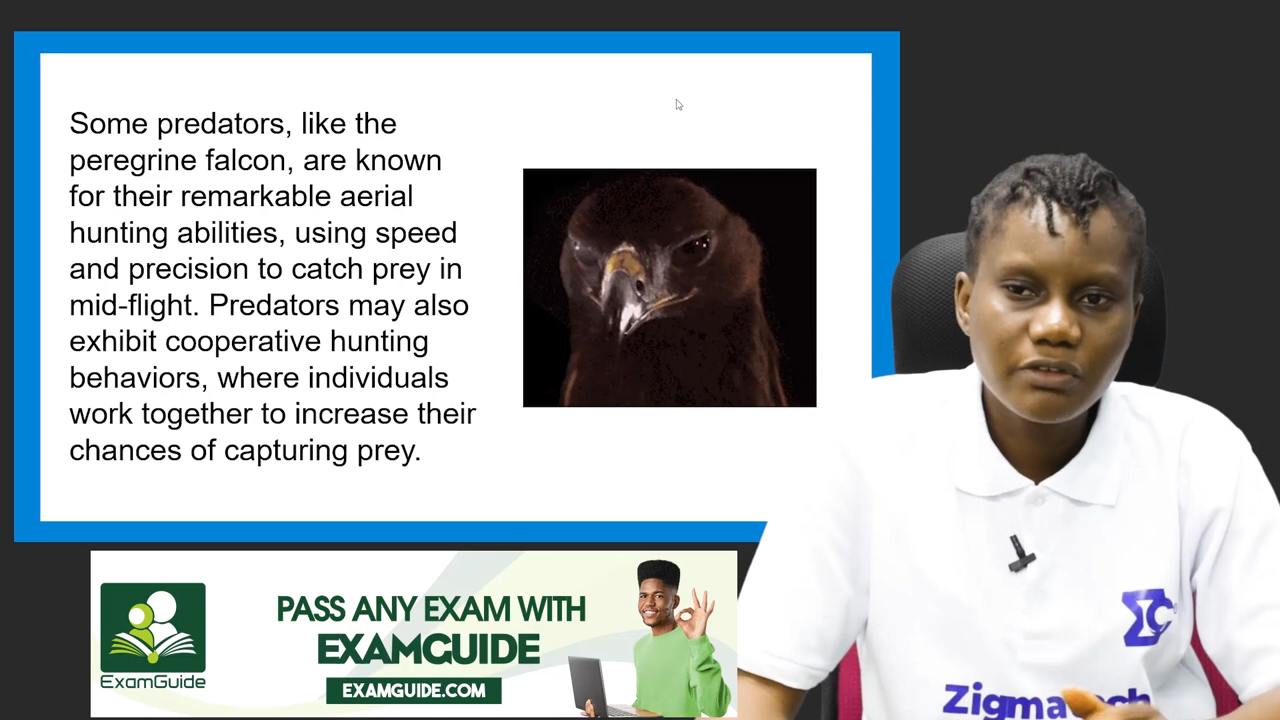 Some predators, like the
peregrine falcon, are known
for their remarkable aerial
hunting abilities, using speed
and precision to catch prey in
mid-flight. Predators may also
exhibit cooperative hunting
behaviors, where individuals
work together to increase their
chances of capturing prey.
ExamGuide
PASS ANY EXAM WITH
EXAMGUIDE
EXAMGUIDE.COM